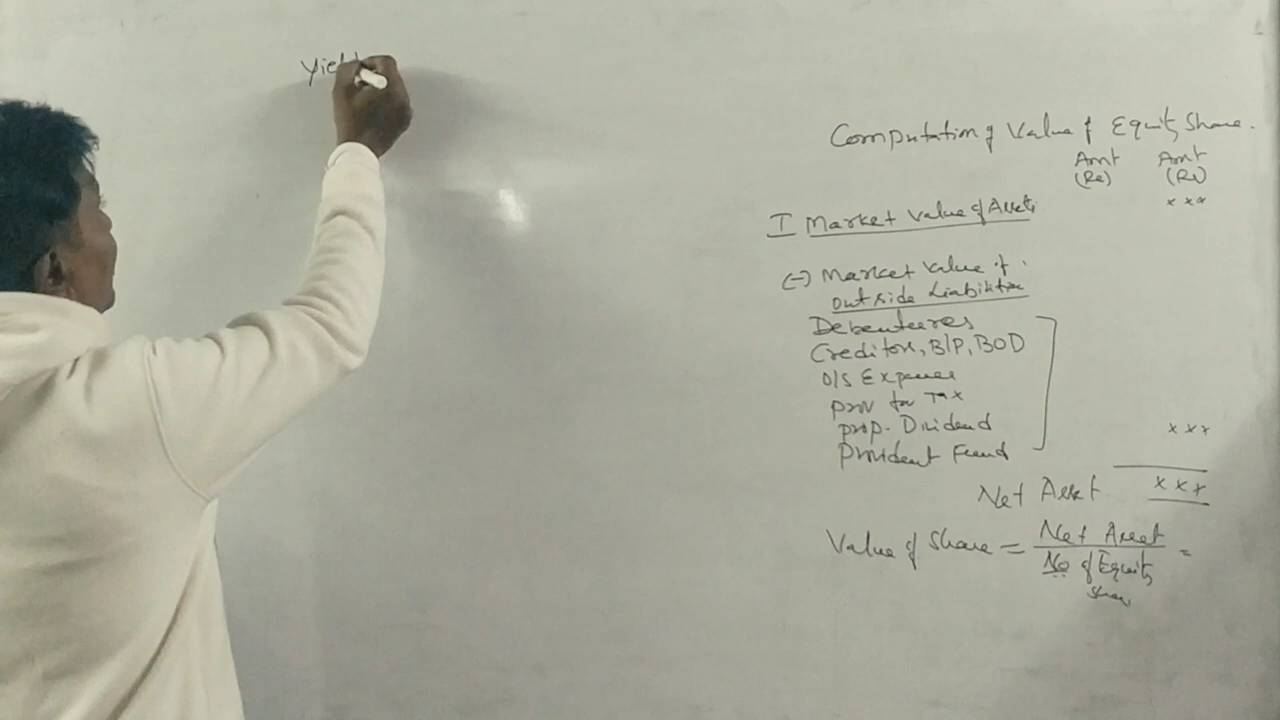 Yiel
Computation of Value of Equity Share.
Amt Amt
(Rs) (Rs)
I Market Value of Assets xxx
(-) Market Value of
outside Liabilities
Debentures
Creditors, B/P, BOD
O/S Expenses
prov for Tax
prop. Dividend xxx
Provident Fund
Net Asset xxx
Value of Share = Net Asset =
No of Equity
Share